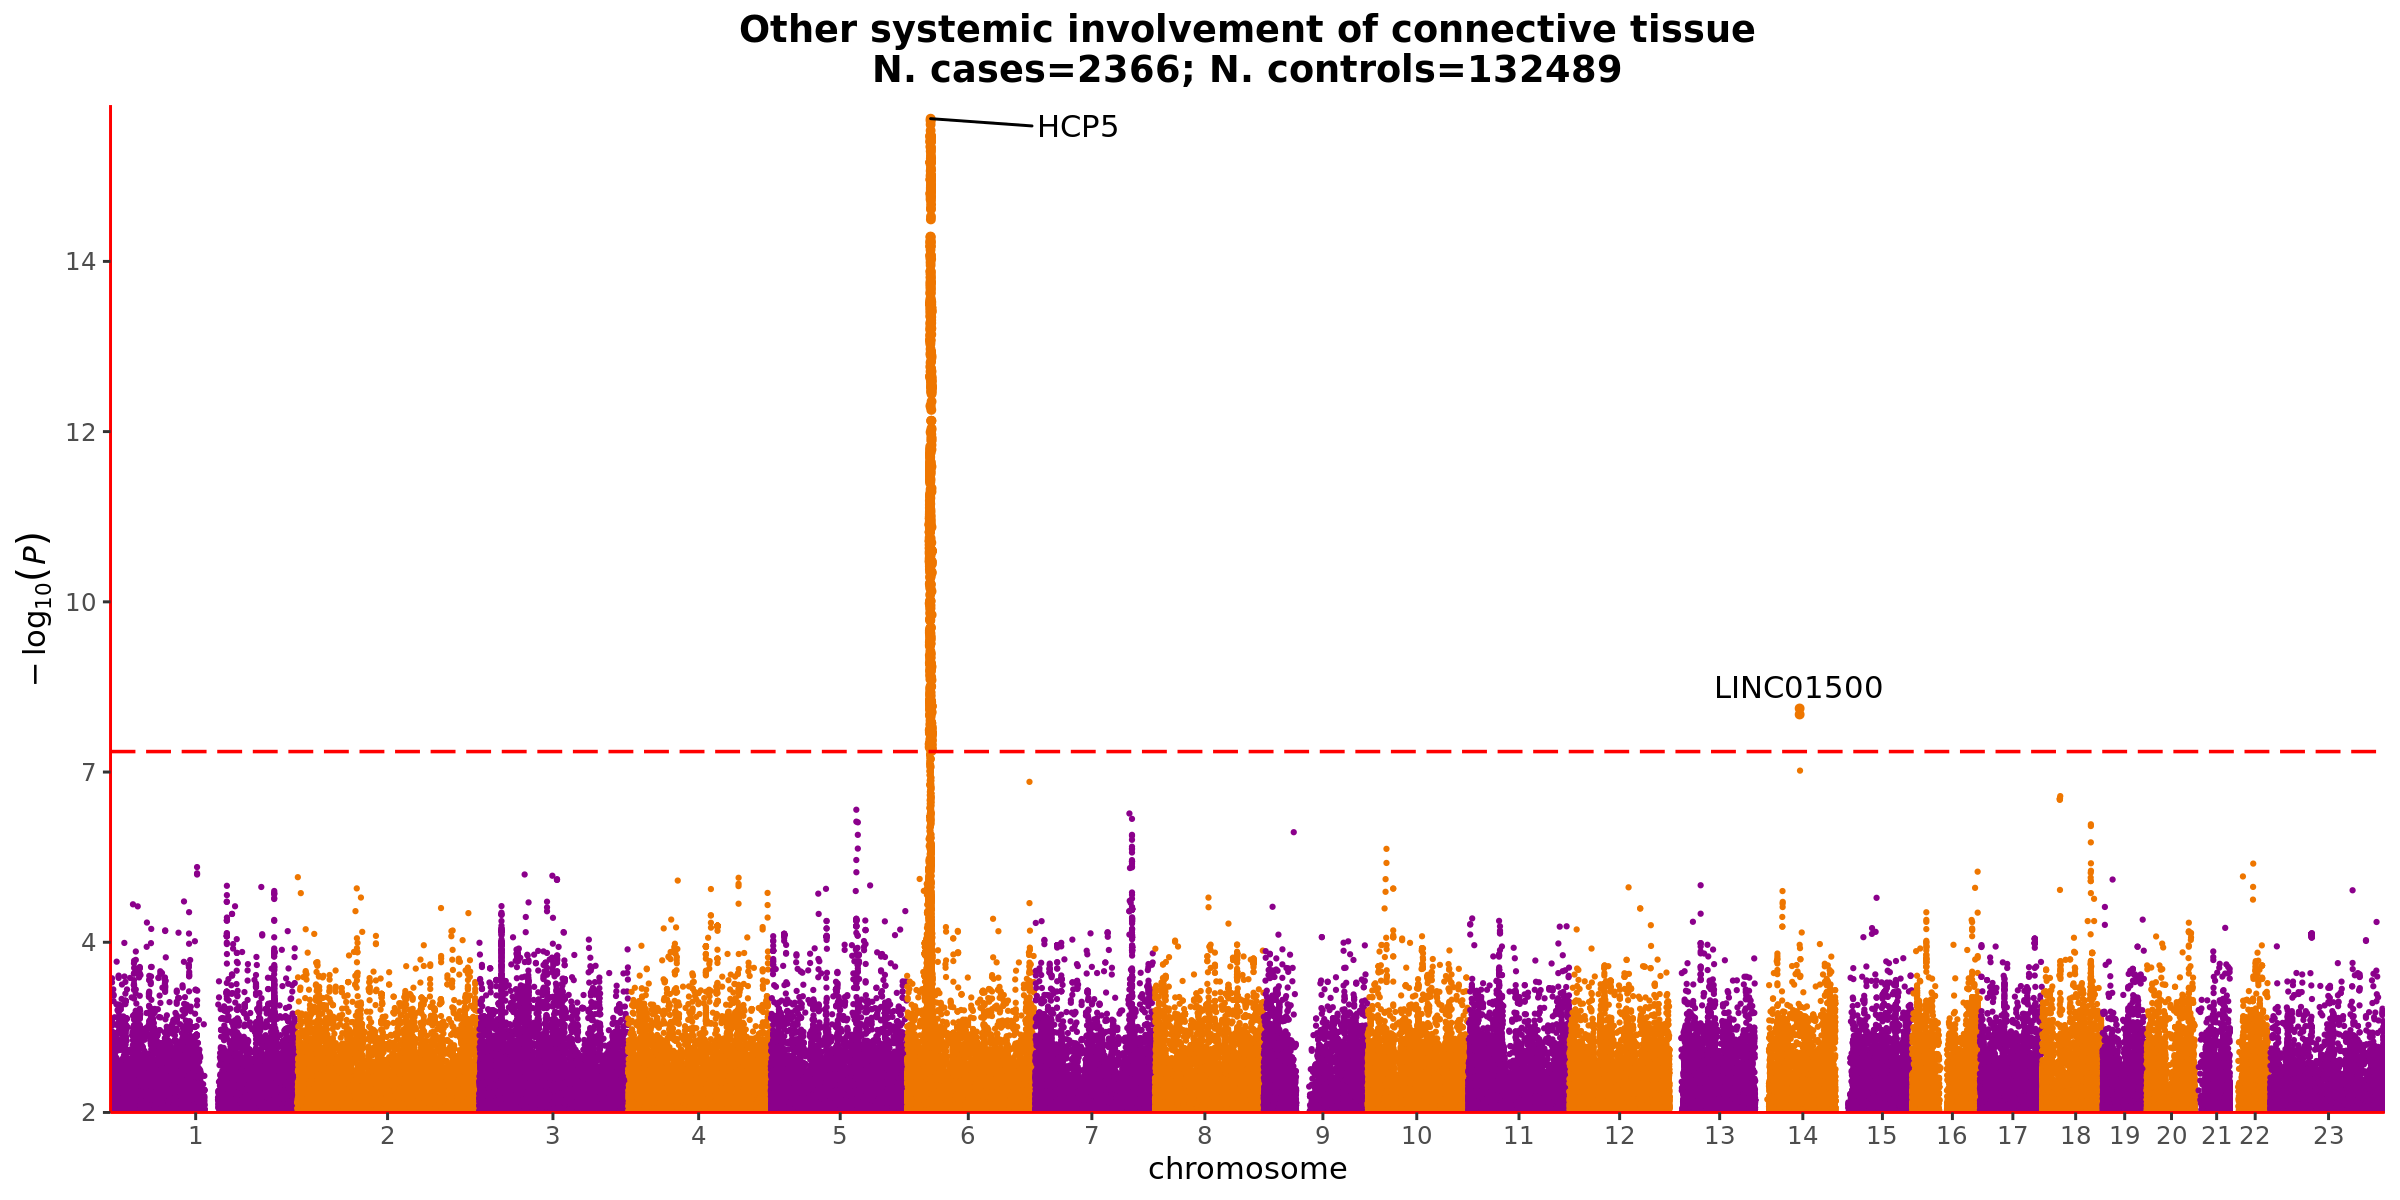 Other systemic involvement of connective tissue
N. cases=2366; N. controls=132489
HCP5
14
12
10
LINC01500
7
4
2
− log10(P)
1 2 3 4 5 6 7 8 9 10 11 12 13 14 15 16 17 18 19 20 21 22 23
chromosome